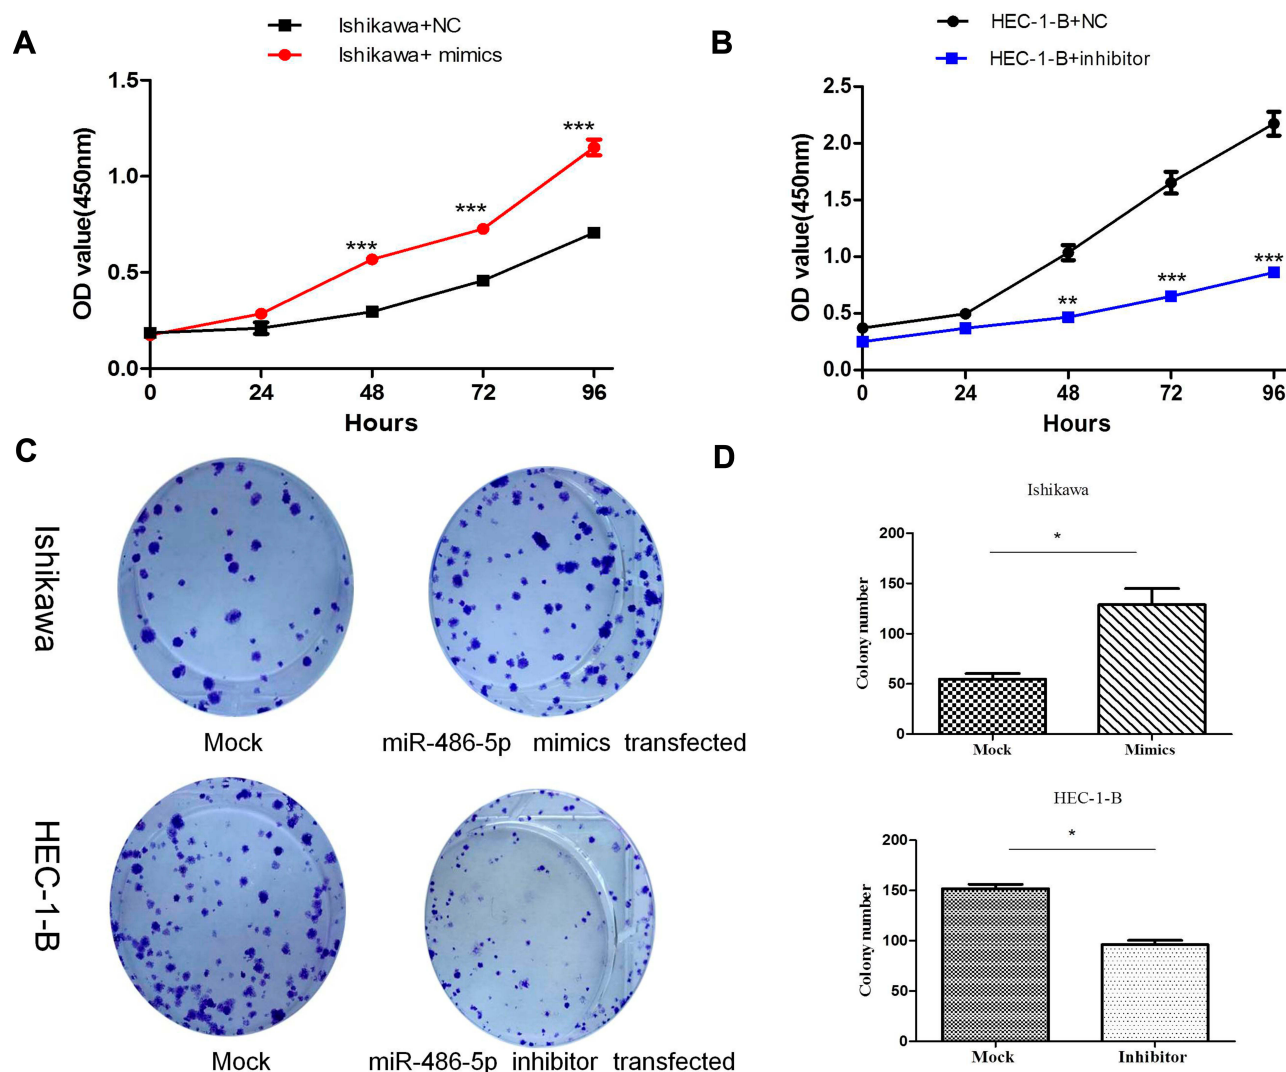 A
Ishikawa+NC
Ishikawa+ mimics
1.5
1.0
0.5
0.0
OD value(450nm)
***
***
***
0
24
48
72
96
Hours
B
HEC-1-B+NC
HEC-1-B+inhibitor
2.5
2.0
1.5
1.0
0.5
0.0
OD value(450nm)
**
***
***
0
24
48
72
96
Hours
C
Ishikawa
Mock
miR-486-5p mimics transfected
HEC-1-B
Mock
miR-486-5p inhibitor transfected
D
Ishikawa
200
150
100
50
0
Colony number
*
Mock
Mimics
HEC-1-B
200
150
100
50
0
Colony number
*
Mock
Inhibitor